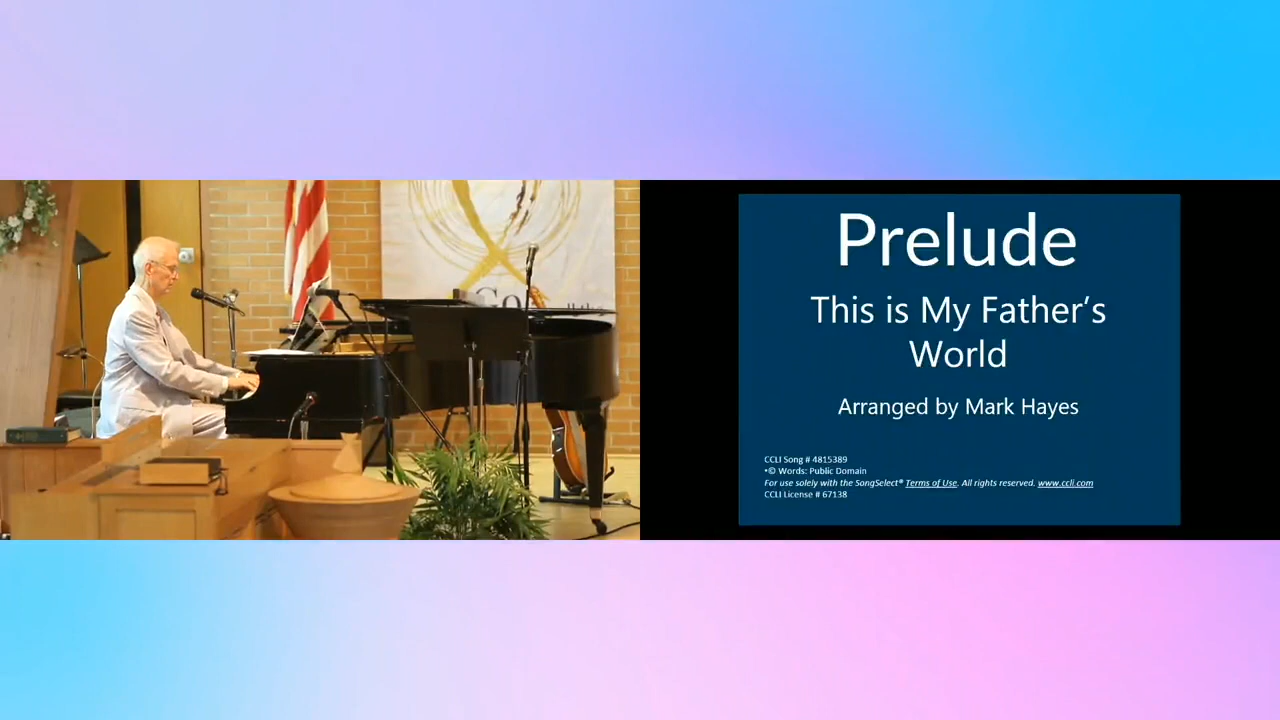 Prelude
This is My Father's
World
Arranged by Mark Hayes
CCLI Song # 4815389
•© Words: Public Domain
For use solely with the SongSelect® Terms of Use. All rights reserved. www.ccli.com
CCLI License # 67138